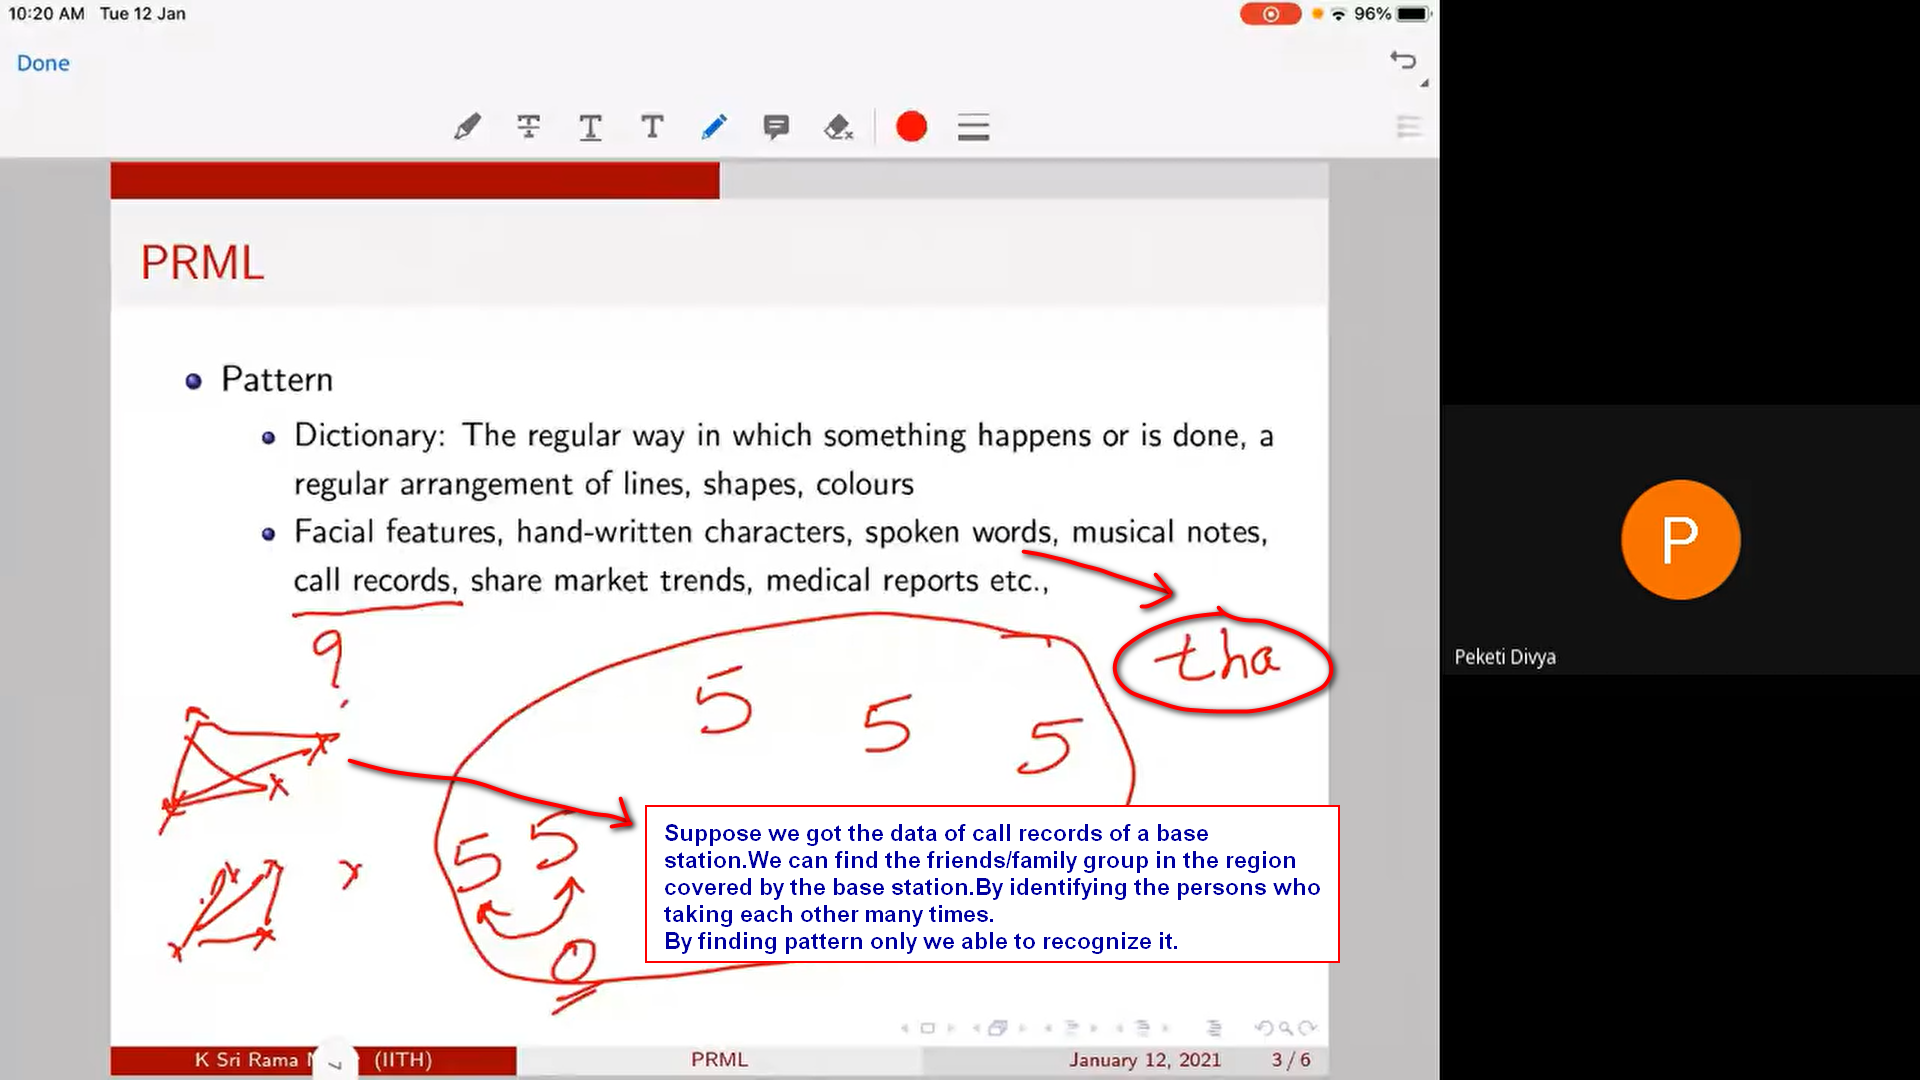 10:20 AM Tue 12 Jan
96%
Done
PRML
Pattern
Dictionary: The regular way in which something happens or is done, a
regular arrangement of lines, shapes, colours
Facial features, hand-written characters, spoken words, musical notes,
call records, share market trends, medical reports etc.,
9
tha
5 5 5
5 5
0
Suppose we got the data of call records of a base
station.We can find the friends/family group in the region
covered by the base station.By identifying the persons who
taking each other many times.
By finding pattern only we able to recognize it.
K Sri Rama (IITH) PRML January 12, 2021 3 / 6
P
Peketi Divya